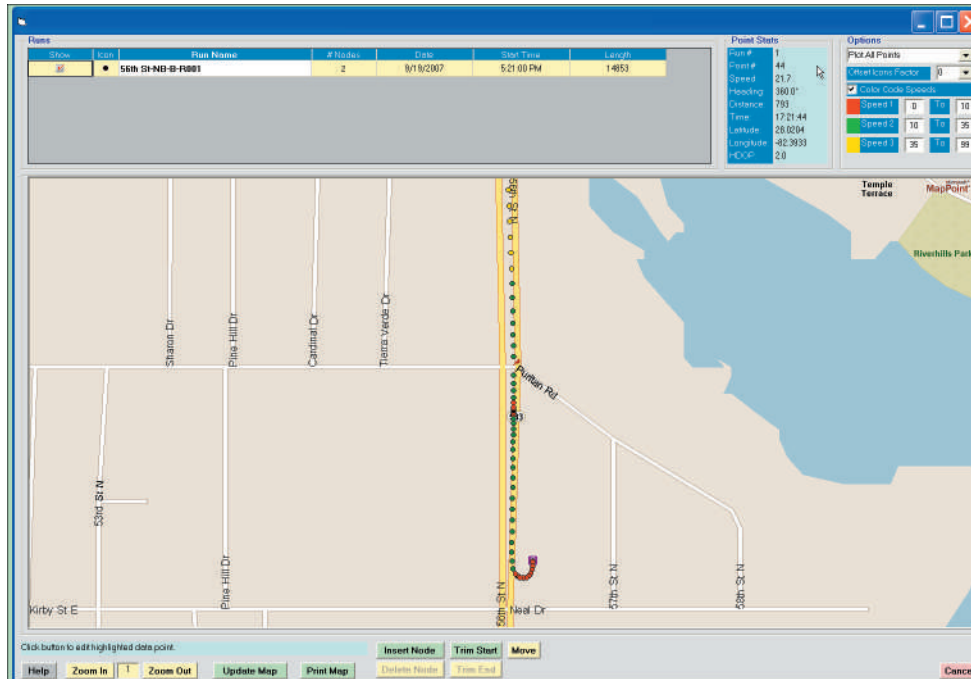 Runs
Show Icon Run Name # Nodes Date Start Time Length
56th St-NB-B-R001 2 9/19/2007 5:21:00 PM 14853
Point Stats
Run # 1
Point # 44
Speed 21.7
Heading 360.0°
Distance 793
Time 17:21:44
Latitude 28.0204
Longitude -82.3933
HDOP 2.0
Options
Plot All Points
Offset Icons Factor 0
Color Code Speeds
Speed 1 0 To 10
Speed 2 10 To 35
Speed 3 35 To 99
56th St N
Temple
Terrace
MapPoint
Riverhills Park
Sharon Dr
Pine Hill Dr
Cardinal Dr
Tierra Verde Dr
Puritan Rd
53rd St N
Pine Hill Dr
56th St N
57th St N
58th St N
Kirby St E
Neal Dr
Click button to edit highlighted data point.
Insert Node Trim Start Move
Help Zoom In 1 Zoom Out Update Map Print Map Delete Node Trim End Cance